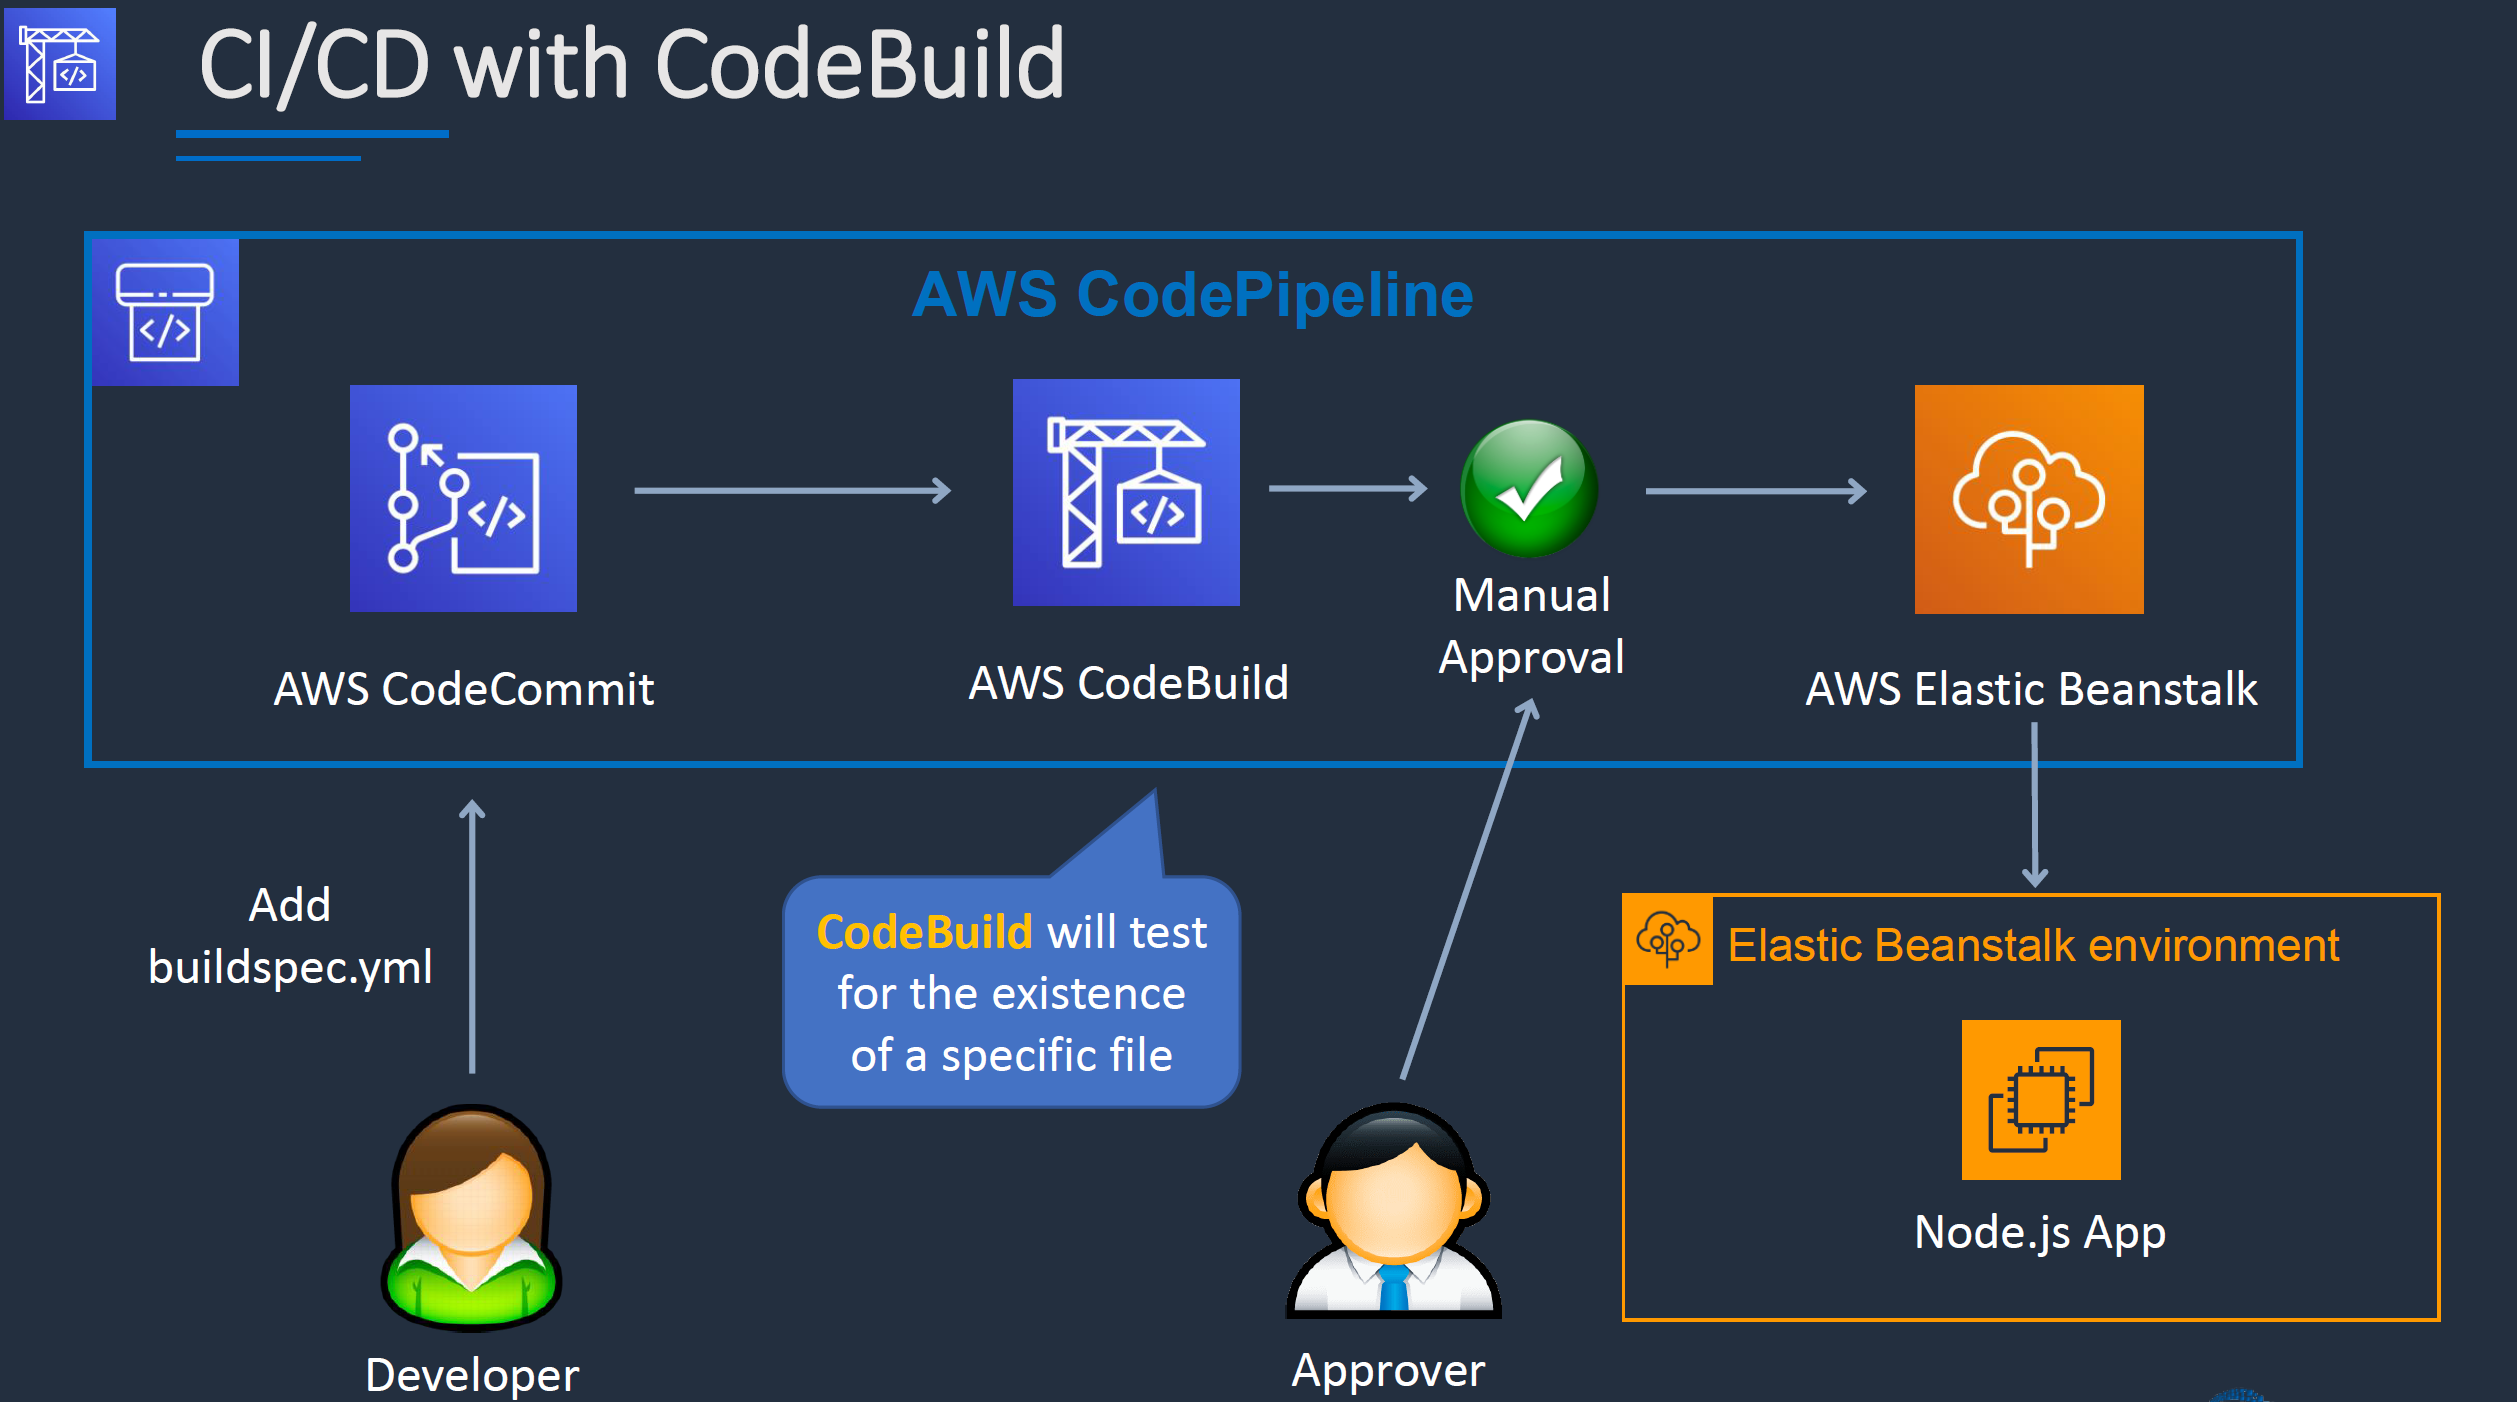 CI/CD with CodeBuild
AWS CodePipeline
AWS CodeCommit
AWS CodeBuild
Manual
Approval
AWS Elastic Beanstalk
Add
buildspec.yml
CodeBuild will test
for the existence
of a specific file
Elastic Beanstalk environment
Node.js App
Developer
Approver